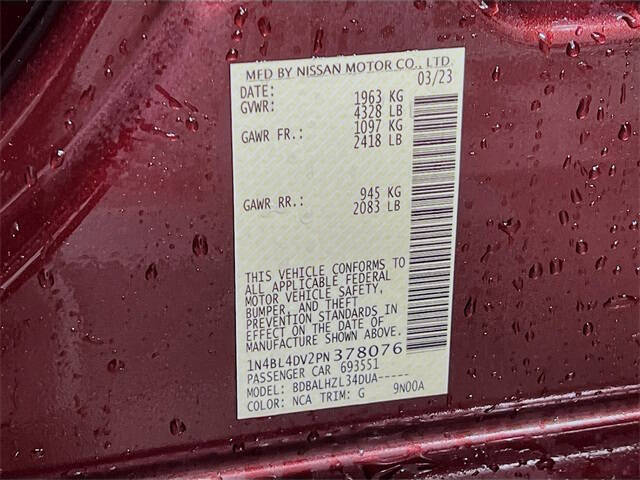 MFD BY NISSAN MOTOR CO., LTD.
DATE: 03/23
GVWR: 1963 KG
4328 LB
GAWR FR.: 1097 KG
2418 LB
GAWR RR.: 945 KG
2083 LB
THIS VEHICLE CONFORMS TO
ALL APPLICABLE FEDERAL
MOTOR VEHICLE SAFETY,
BUMPER, AND THEFT
PREVENTION STANDARDS IN
EFFECT ON THE DATE OF
MANUFACTURE SHOWN ABOVE.
1N4BL4DV2PN378076
PASSENGER CAR 693551
MODEL: BDBALHZL34DUA-----
COLOR: NCA TRIM: G 9N00A